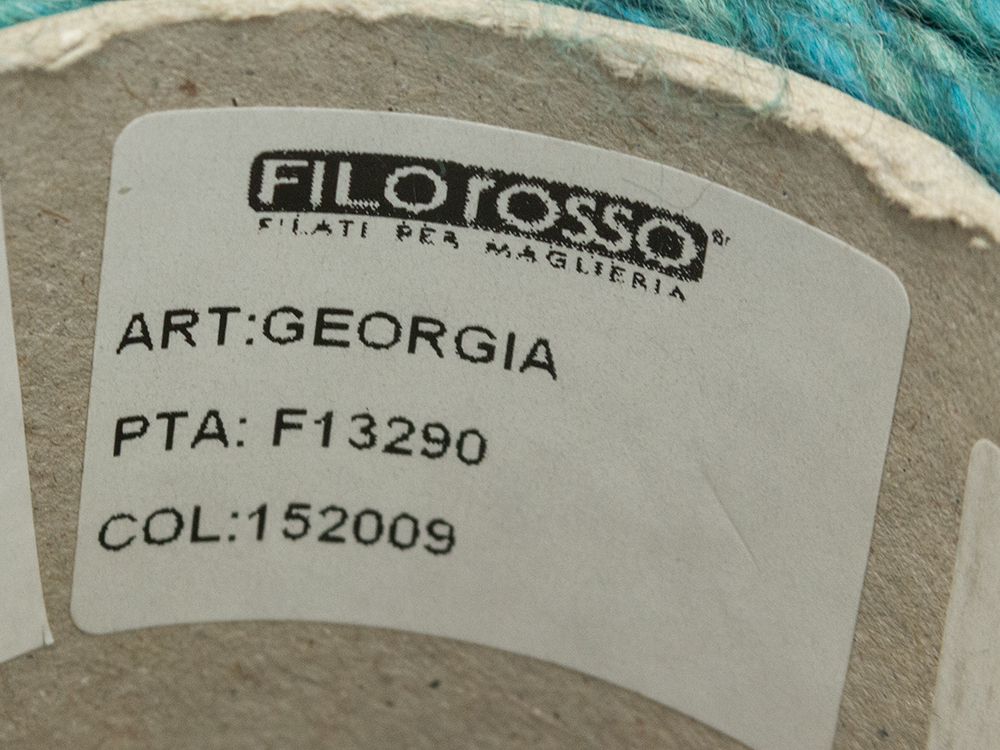 FILOROSSO
FILATI PER MAGLIERIA
ART:GEORGIA
PTA: F13290
COL:152009